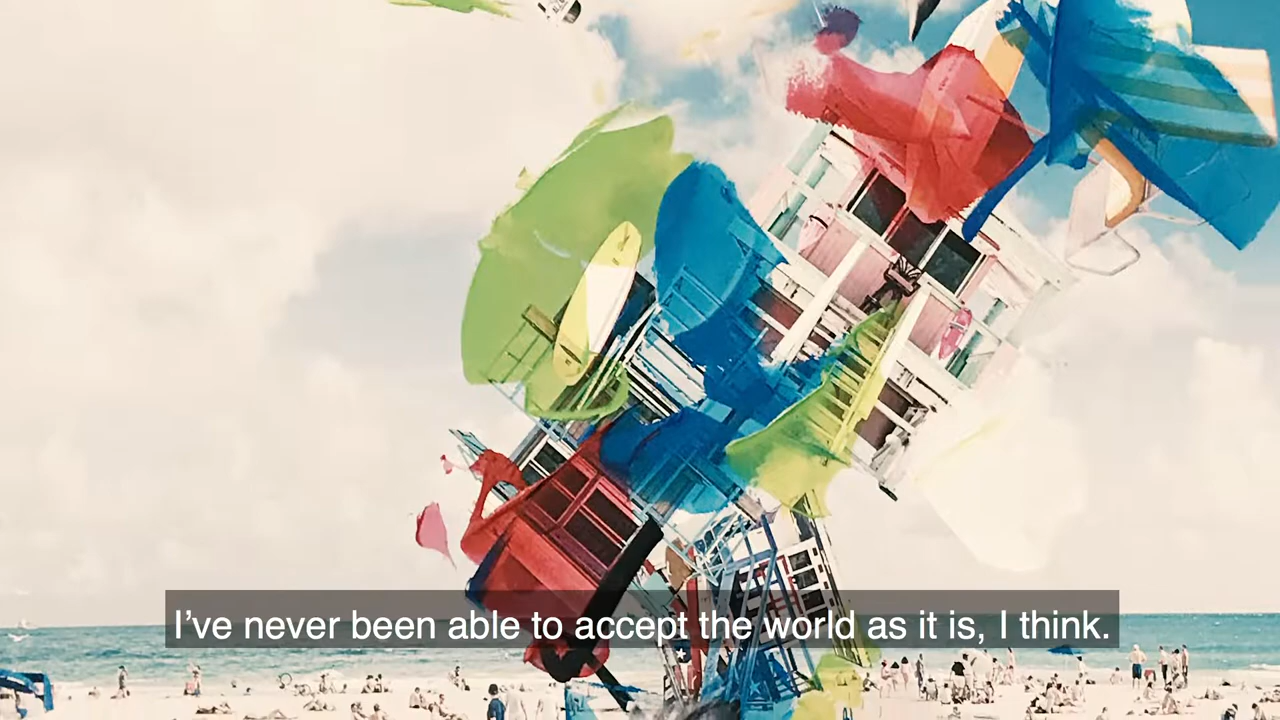 I’ve never been able to accept the world as it is, I think.